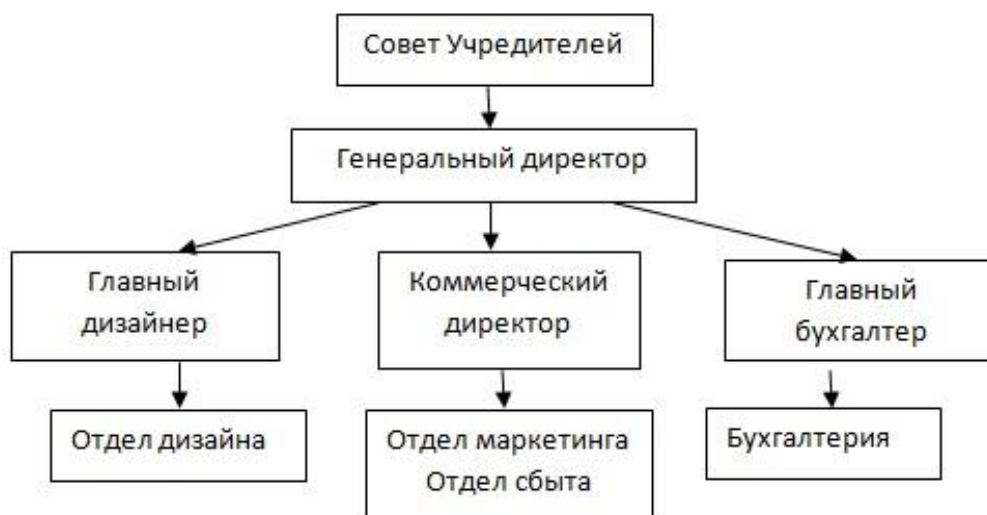 Совет Учредителей
Генеральный директор
Главный
дизайнер
Коммерческий
директор
Главный
бухгалтер
Отдел дизайна
Отдел маркетинга
Отдел сбыта
Бухгалтерия